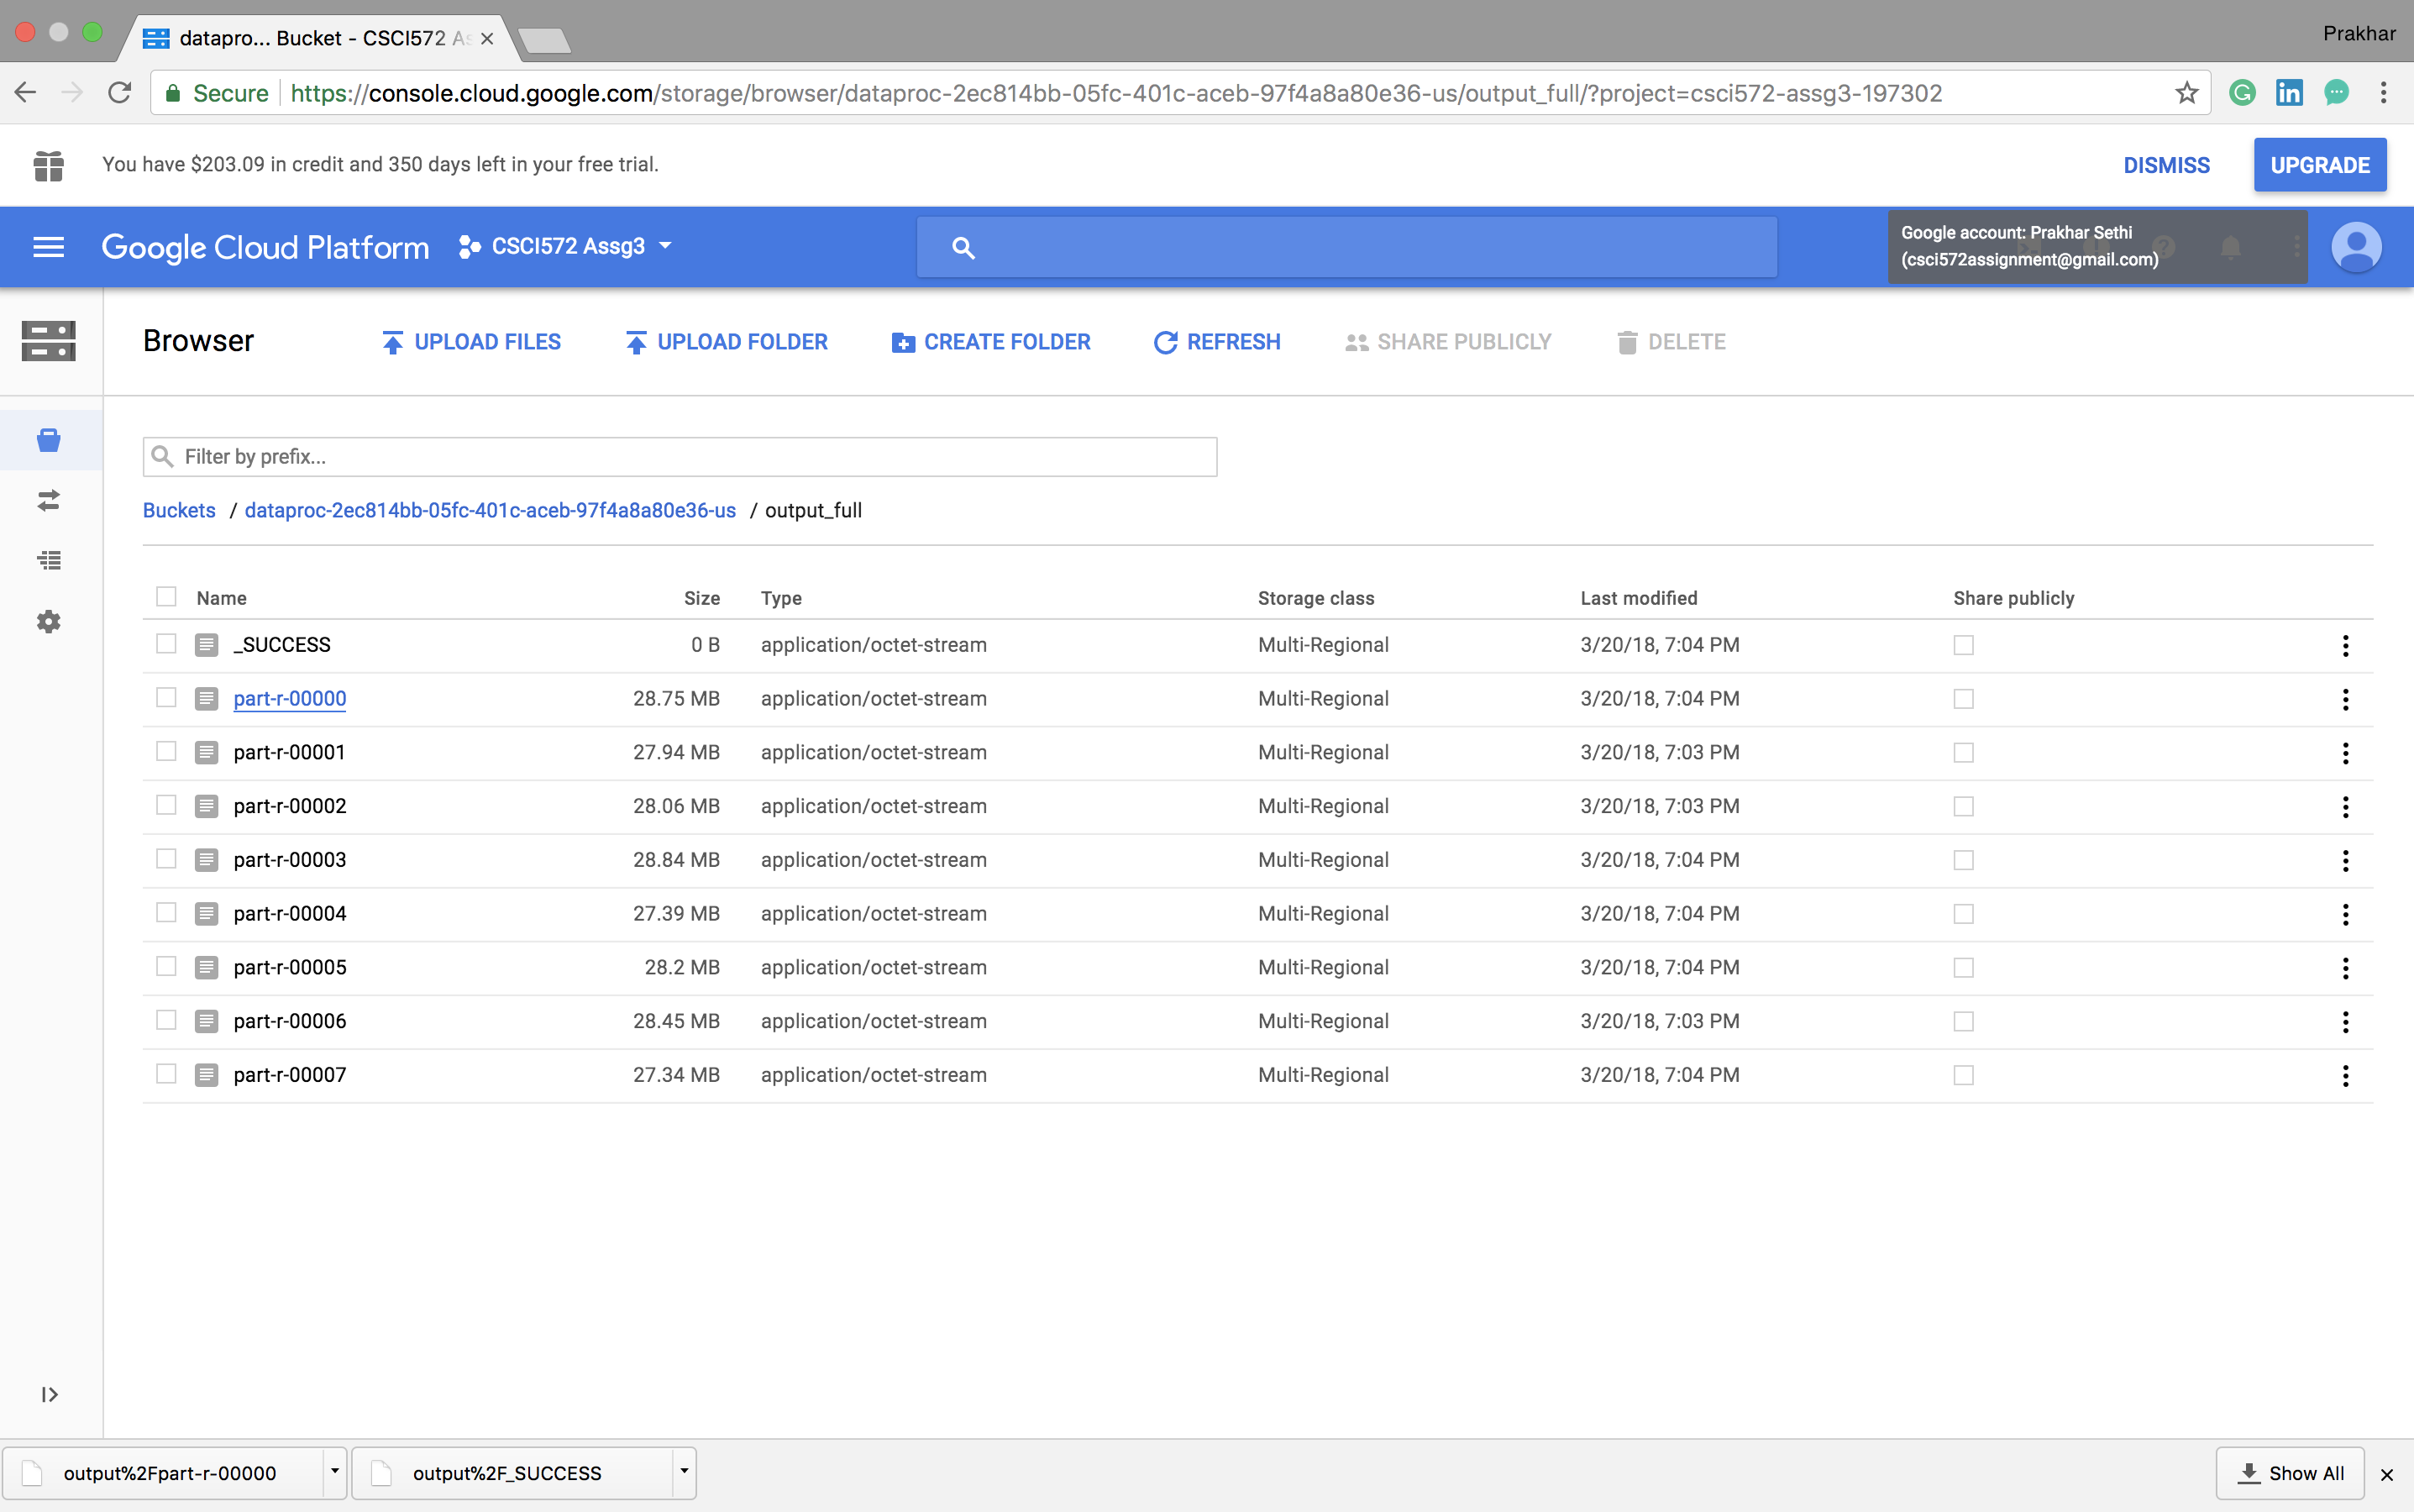 datapro... Bucket - CSCI572 As
Prakhar
Secure https://console.cloud.google.com/storage/browser/dataproc-2ec814bb-05fc-401c-aceb-97f4a8a80e36-us/output_full/?project=csci572-assg3-197302
You have $203.09 in credit and 350 days left in your free trial.
DISMISS
UPGRADE
Google Cloud Platform
CSCI572 Assg3
Google account: Prakhar Sethi
(csci572assignment@gmail.com)
Browser
UPLOAD FILES
UPLOAD FOLDER
CREATE FOLDER
REFRESH
SHARE PUBLICLY
DELETE
Filter by prefix...
Buckets / dataproc-2ec814bb-05fc-401c-aceb-97f4a8a80e36-us / output_full
Name Size Type Storage class Last modified Share publicly
_SUCCESS 0 B application/octet-stream Multi-Regional 3/20/18, 7:04 PM
part-r-00000 28.75 MB application/octet-stream Multi-Regional 3/20/18, 7:04 PM
part-r-00001 27.94 MB application/octet-stream Multi-Regional 3/20/18, 7:03 PM
part-r-00002 28.06 MB application/octet-stream Multi-Regional 3/20/18, 7:03 PM
part-r-00003 28.84 MB application/octet-stream Multi-Regional 3/20/18, 7:04 PM
part-r-00004 27.39 MB application/octet-stream Multi-Regional 3/20/18, 7:04 PM
part-r-00005 28.2 MB application/octet-stream Multi-Regional 3/20/18, 7:04 PM
part-r-00006 28.45 MB application/octet-stream Multi-Regional 3/20/18, 7:03 PM
part-r-00007 27.34 MB application/octet-stream Multi-Regional 3/20/18, 7:04 PM
output%2Fpart-r-00000
output%2F_SUCCESS
Show All